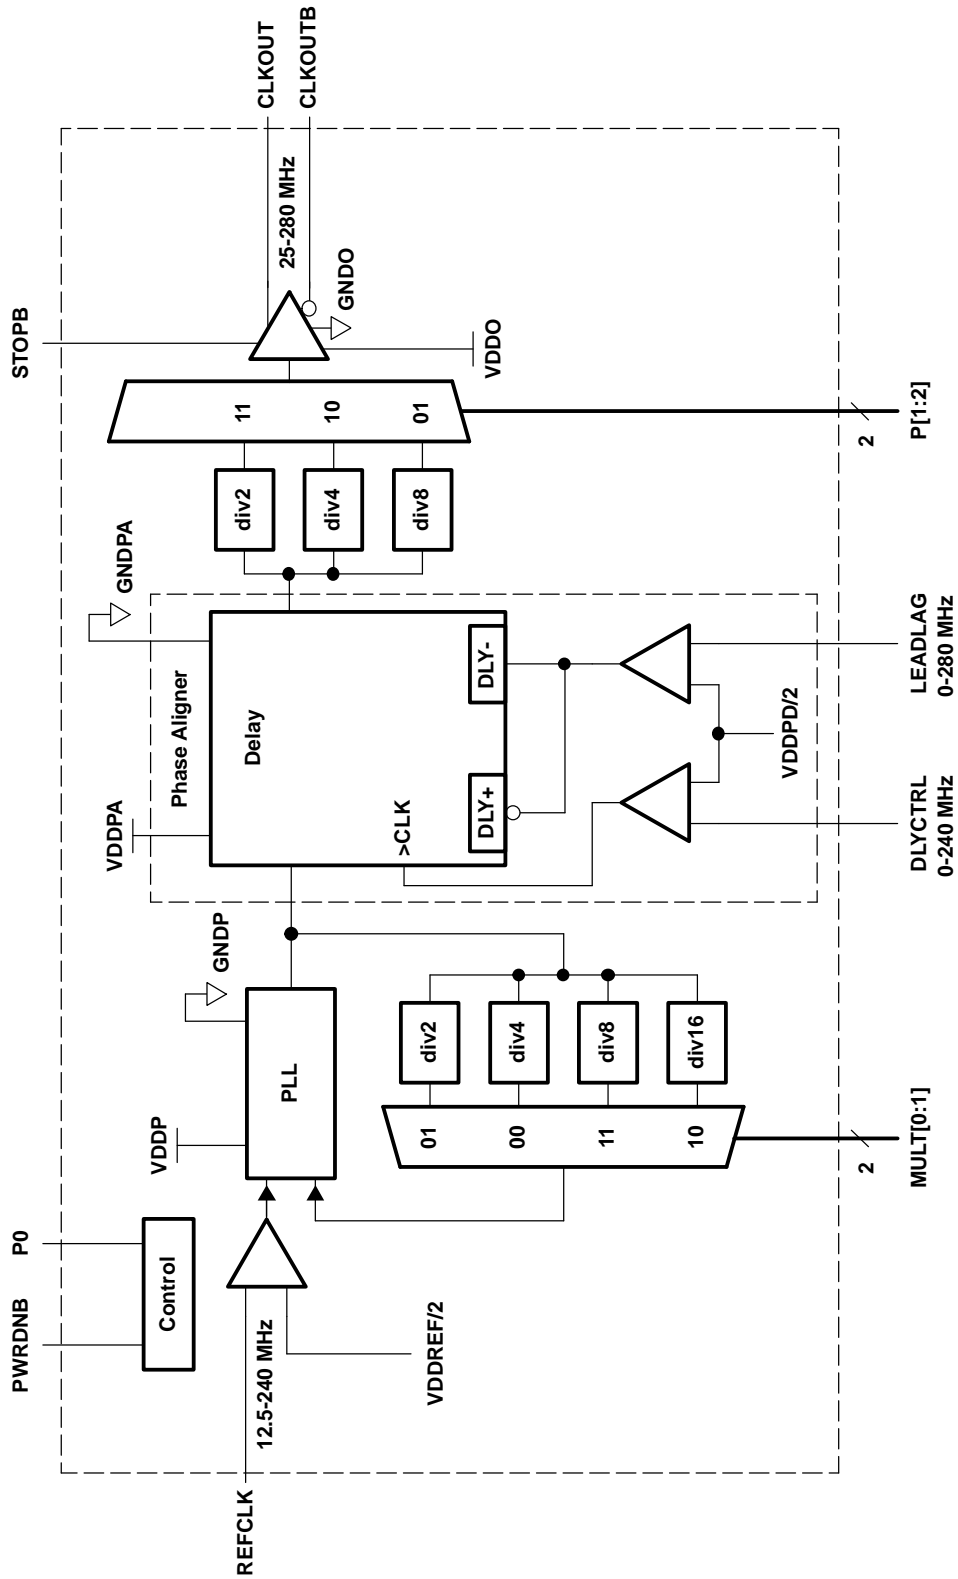 PWRDNB
P0
STOPB
Control
VDDP
GNDP
VDDPA
GNDPA
Phase Aligner
REFCLK
12.5-240 MHz
PLL
Delay
>CLK
DLY+
DLY-
div2
div4
div8
11
10
01
CLKOUT
25-280 MHz
CLKOUTB
GNDO
VDDO
VDDREF/2
01
00
11
10
div2
div4
div8
div16
VDDPD/2
2
2
MULT[0:1]
DLYCTRL
0-240 MHz
LEADLAG
0-280 MHz
P[1:2]